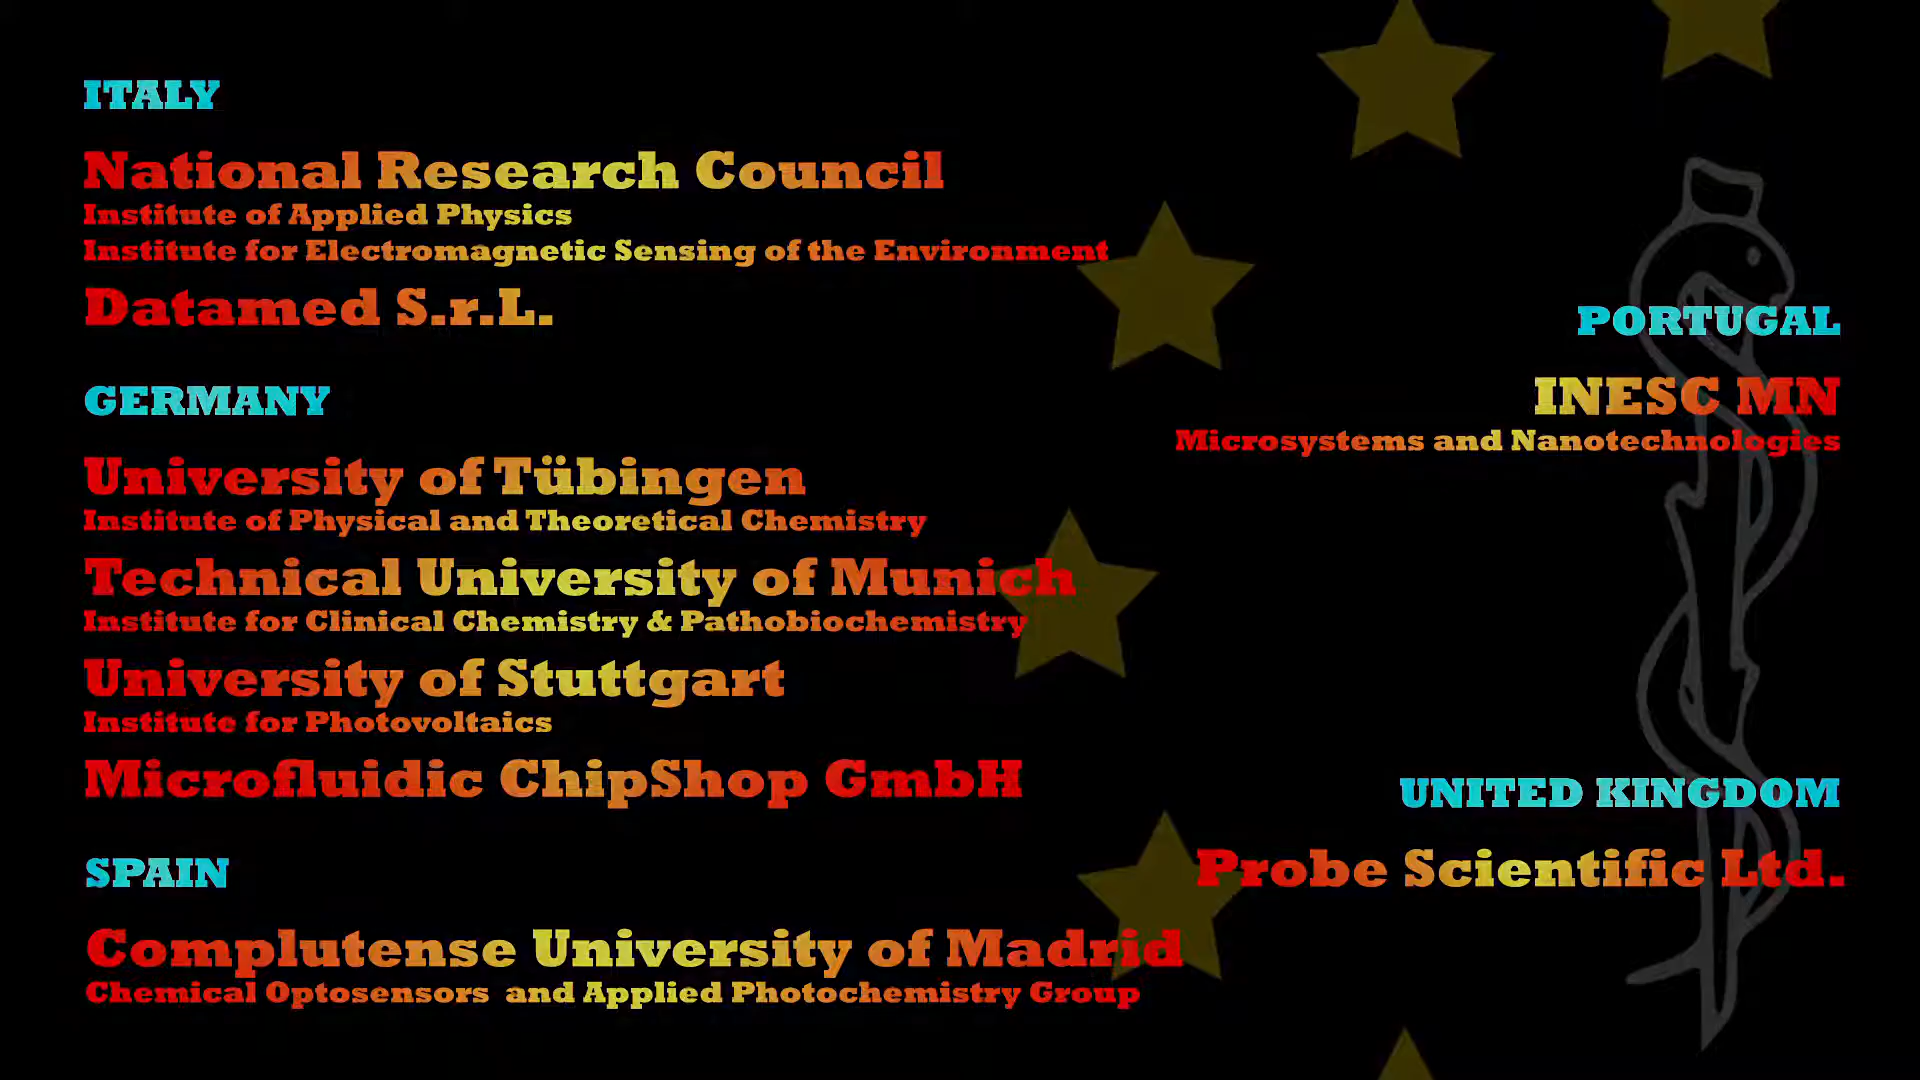 ITALY
National Research Council
Institute of Applied Physics
Institute for Electromagnetic Sensing of the Environment
Datamed S.r.L.
GERMANY
University of Tübingen
Institute of Physical and Theoretical Chemistry
Technical University of Munich
Institute for Clinical Chemistry & Pathobiochemistry
University of Stuttgart
Institute for Photovoltaics
Microfluidic ChipShop GmbH
SPAIN
Complutense University of Madrid
Chemical Optosensors and Applied Photochemistry Group
PORTUGAL
INESC MN
Microsystems and Nanotechnologies
UNITED KINGDOM
Probe Scientific Ltd.